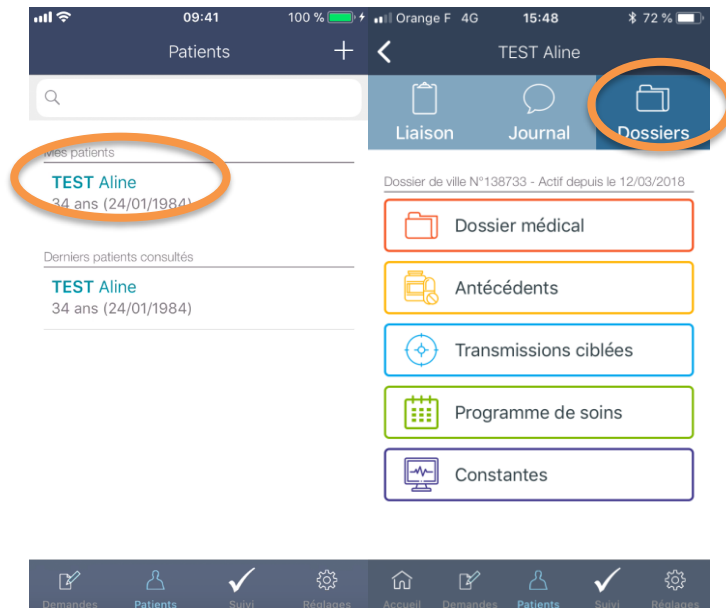 09:41
100 %
Patients
Mes patients
TEST Aline
34 ans (24/01/1984)
Derniers patients consultés
TEST Aline
34 ans (24/01/1984)
Demandes
Patients
Suivi
Réglages
Orange F 4G
15:48
72 %
TEST Aline
Liaison
Journal
Dossiers
Dossier de ville N°138733 - Actif depuis le 12/03/2018
Dossier médical
Antécédents
Transmissions ciblées
Programme de soins
Constantes
Accueil
Demandes
Patients
Suivi
Réglages